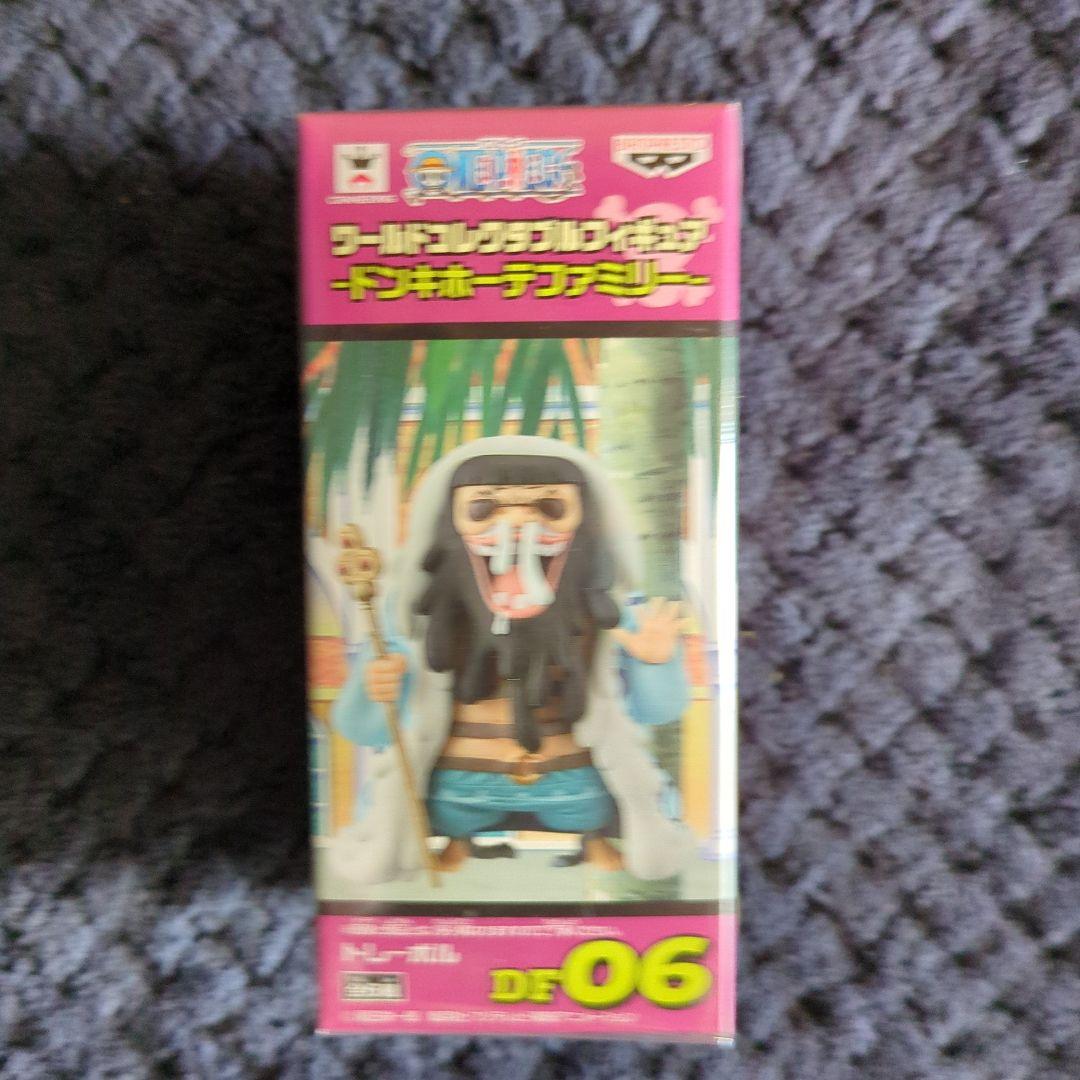 ONE PIECE
BANPRESTO
ワールドコレクタブルフィギュア
-ドンキホーテファミリー-
トレーボル
DF06